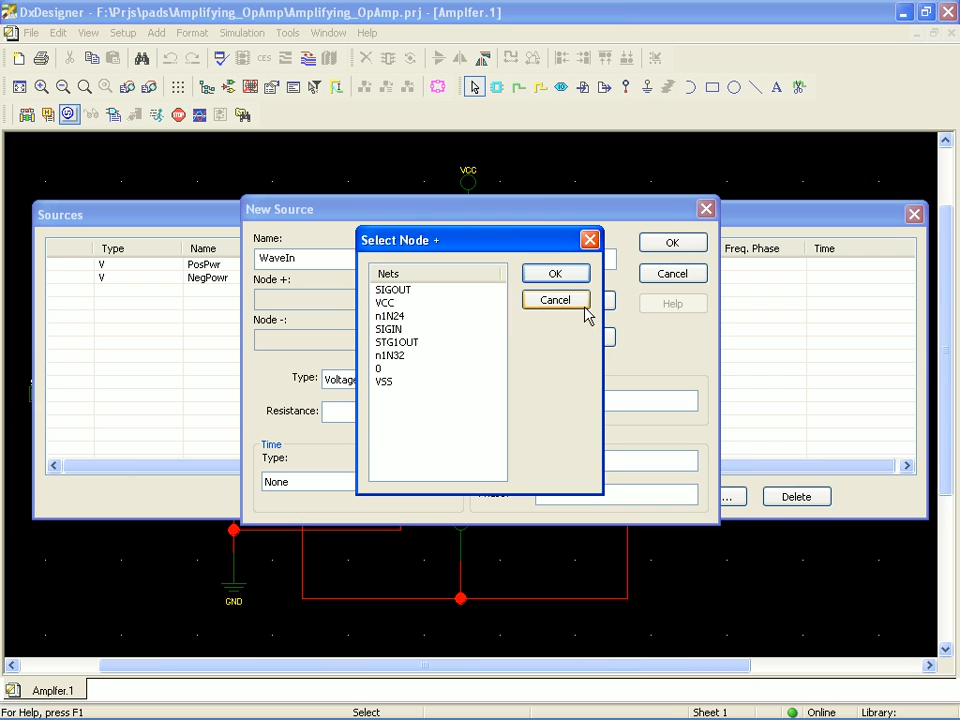 DxDesigner - F:\Prjs\pads\Amplifying_OpAmp\Amplifying_OpAmp.prj - [Amplfer.1]
File Edit View Setup Add Format Simulation Tools Window Help
CES
A
VCC
Sources
Type Name Freq. Phase Time
V PosPwr
V NegPowr
... Delete
New Source
Name:
WaveIn
Node +:
Node -:
Type: Voltage
Resistance:
Time
Type:
None
OK
Cancel
Help
Select Node +
Nets
SIGOUT
VCC
n1N24
SIGIN
STG1OUT
n1N32
0
VSS
OK
Cancel
GND
Amplfer.1
For Help, press F1 Select Sheet 1 Online Library: